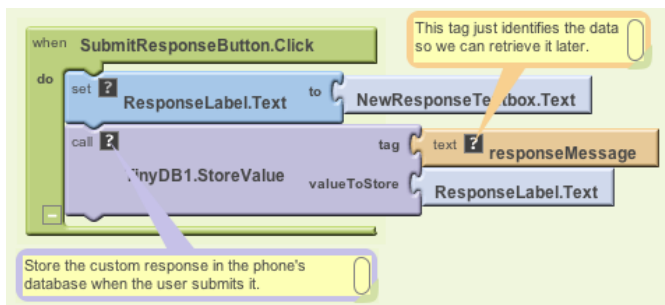 This tag just identifies the data
so we can retrieve it later.
when SubmitResponseButton.Click
do
set ? ResponseLabel.Text to NewResponseTextbox.Text
call ? tag text ? responseMessage
TinyDB1.StoreValue
valueToStore ResponseLabel.Text
Store the custom response in the phone's
database when the user submits it.